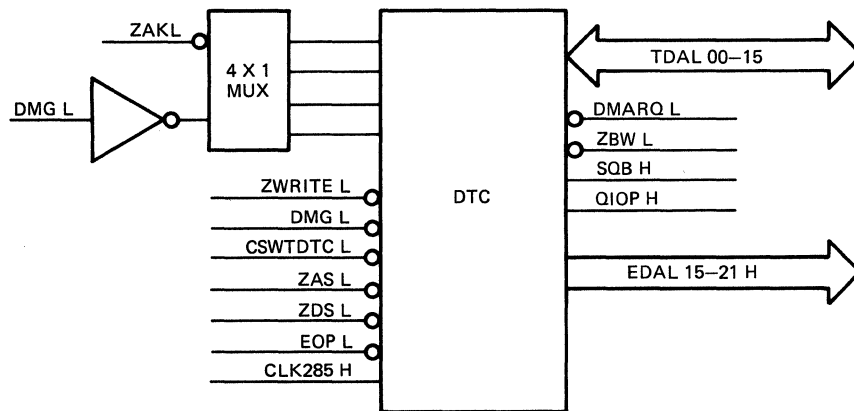 ZAKL
4 X 1
MUX
DMG L
ZWRITE L
DMG L
CSWTDTC L
ZAS L
ZDS L
EOP L
CLK285 H
DTC
TDAL 00–15
DMARQ L
ZBW L
SQB H
QIOP H
EDAL 15–21 H